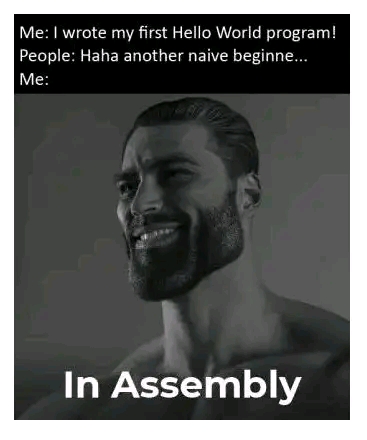 Me: I wrote my first Hello World program!
People: Haha another naive beginne...
Me:
In Assembly